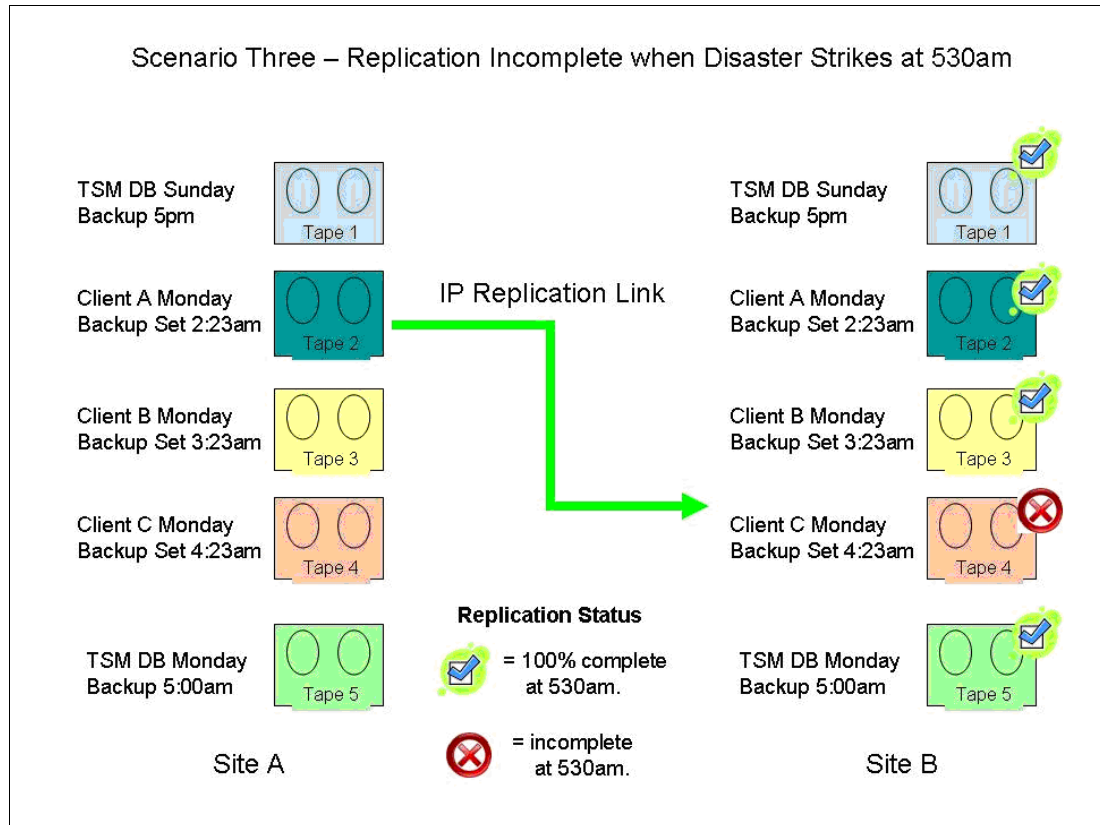 Scenario Three – Replication Incomplete when Disaster Strikes at 530am
TSM DB Sunday
Backup 5pm
Tape 1
Client A Monday
Backup Set 2:23am
Tape 2
Client B Monday
Backup Set 3:23am
Tape 3
Client C Monday
Backup Set 4:23am
Tape 4
TSM DB Monday
Backup 5:00am
Tape 5
Site A
IP Replication Link
Replication Status
= 100% complete
at 530am.
= incomplete
at 530am.
TSM DB Sunday
Backup 5pm
Tape 1
Client A Monday
Backup Set 2:23am
Tape 2
Client B Monday
Backup Set 3:23am
Tape 3
Client C Monday
Backup Set 4:23am
Tape 4
TSM DB Monday
Backup 5:00am
Tape 5
Site B